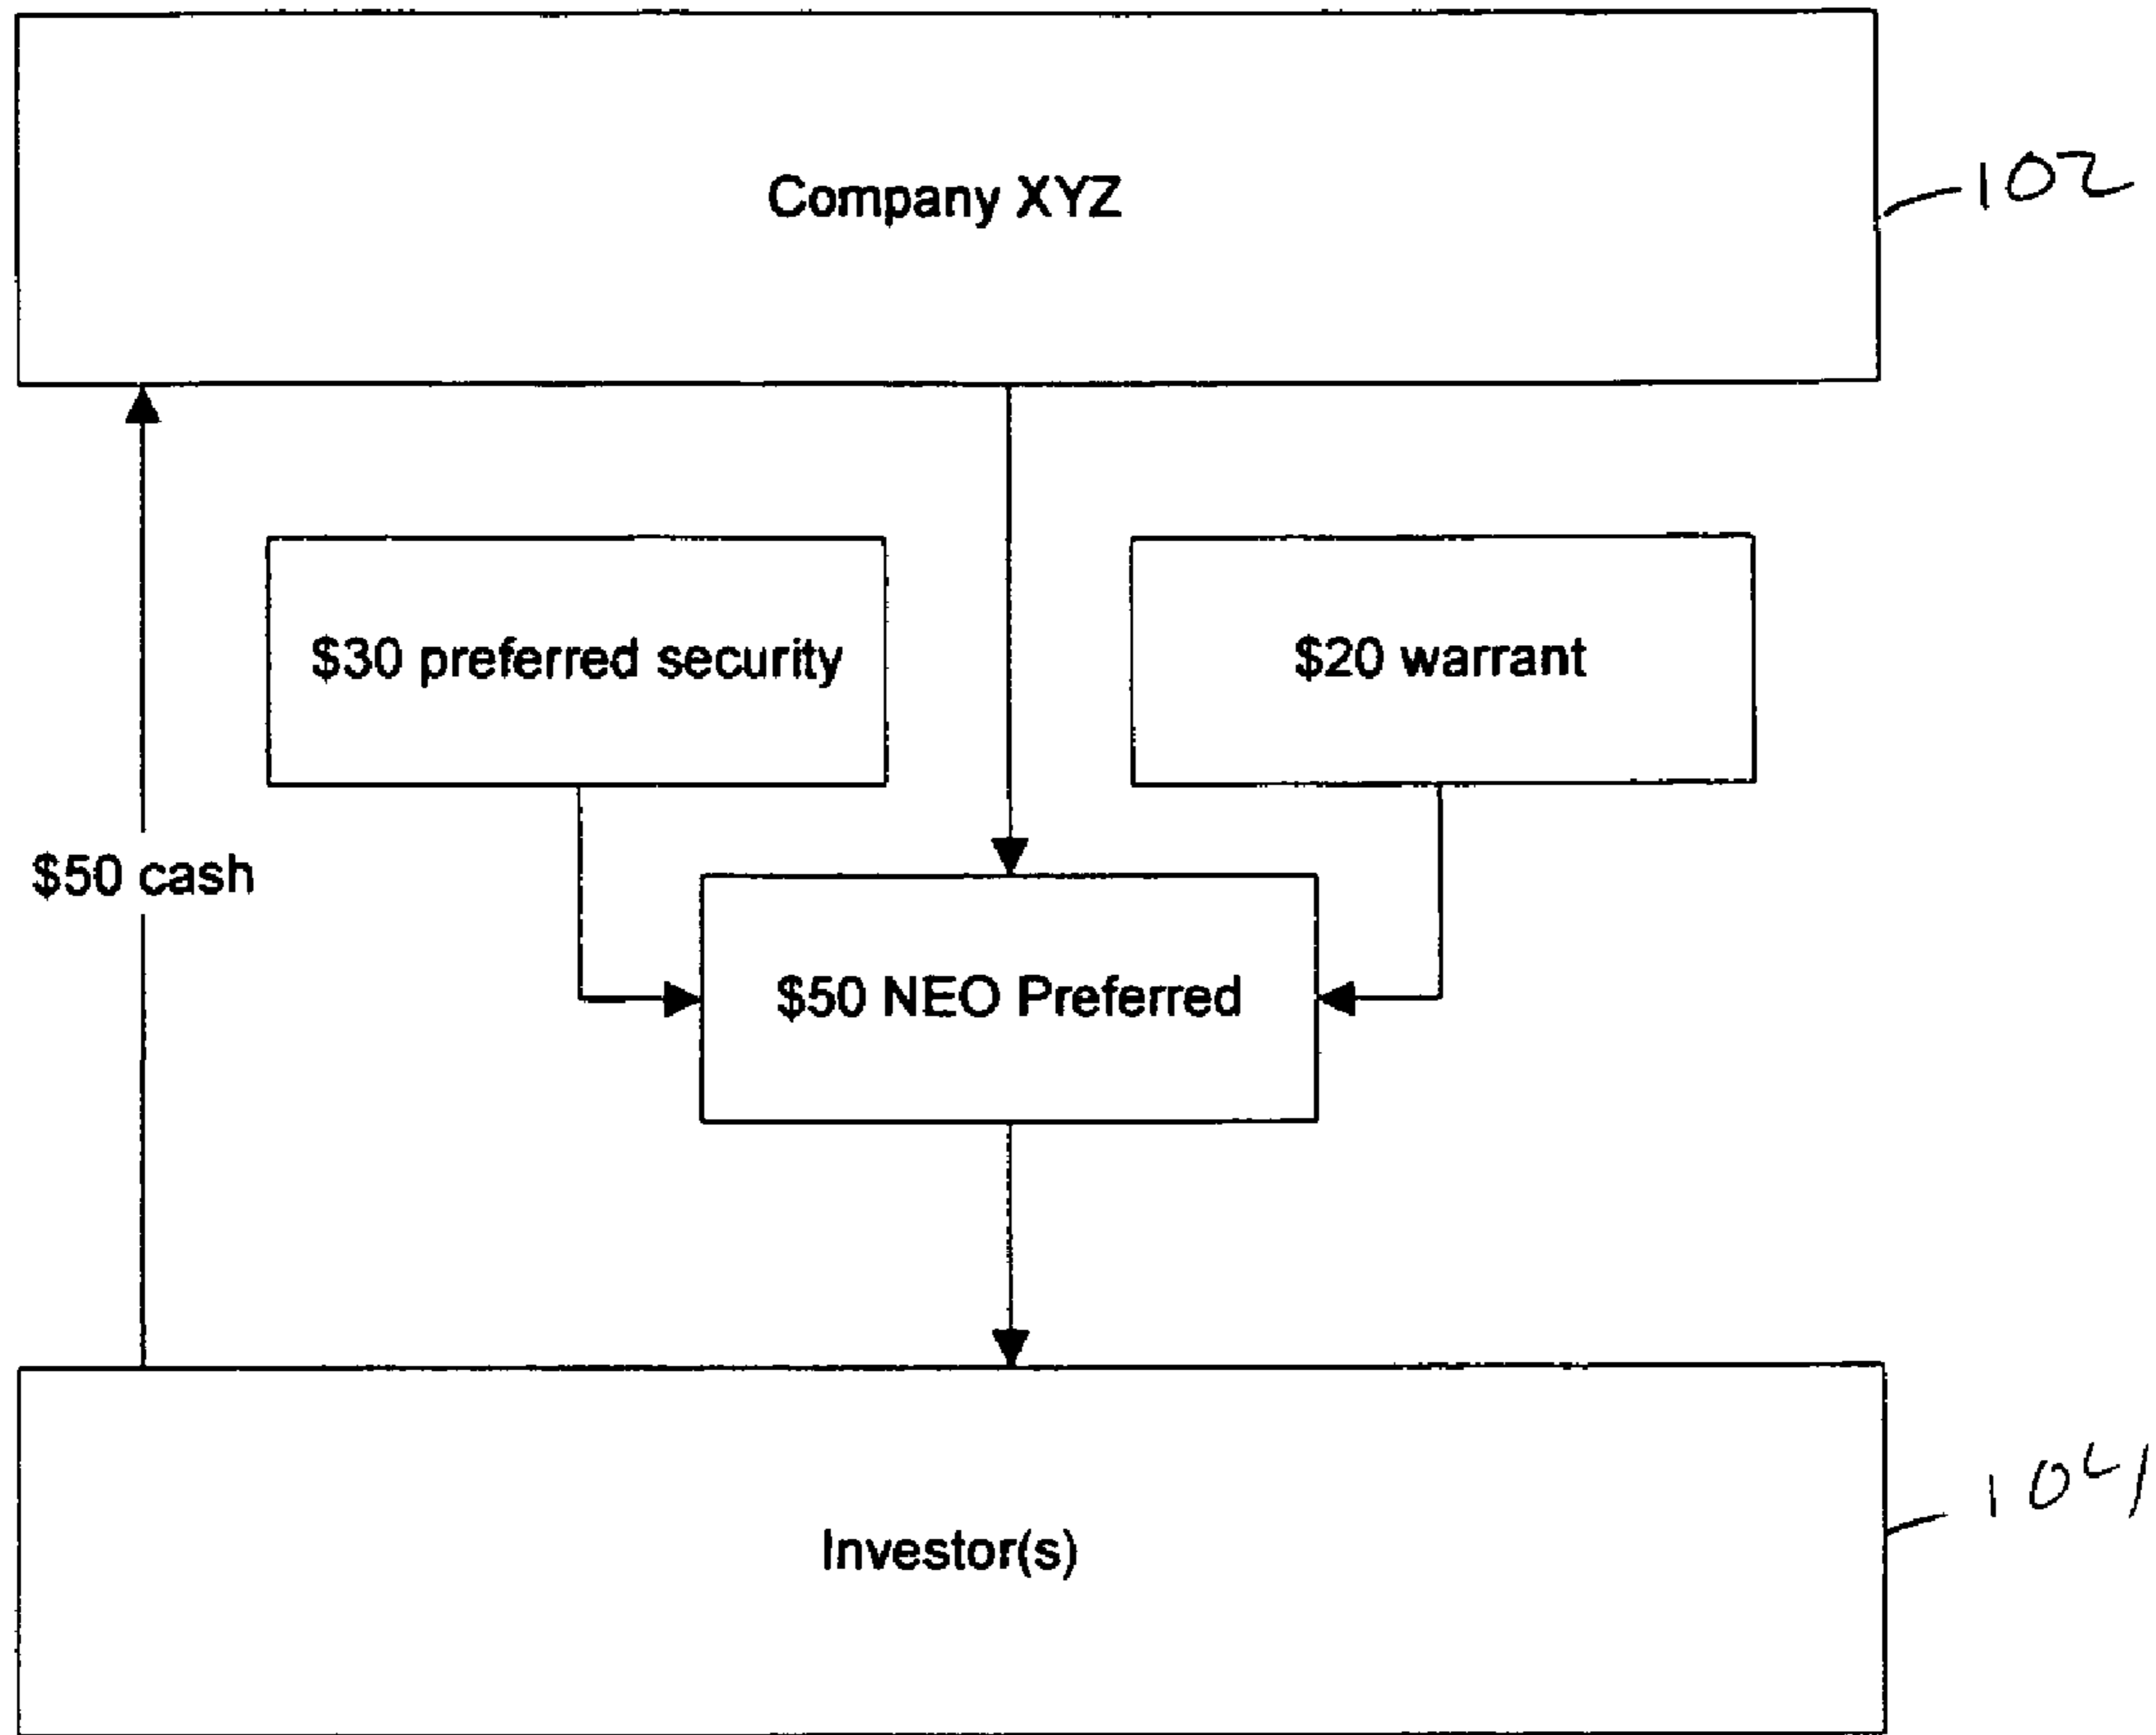 Company XYZ
102
$30 preferred security
$20 warrant
$50 cash
$50 NEO Preferred
Investor(s)
104